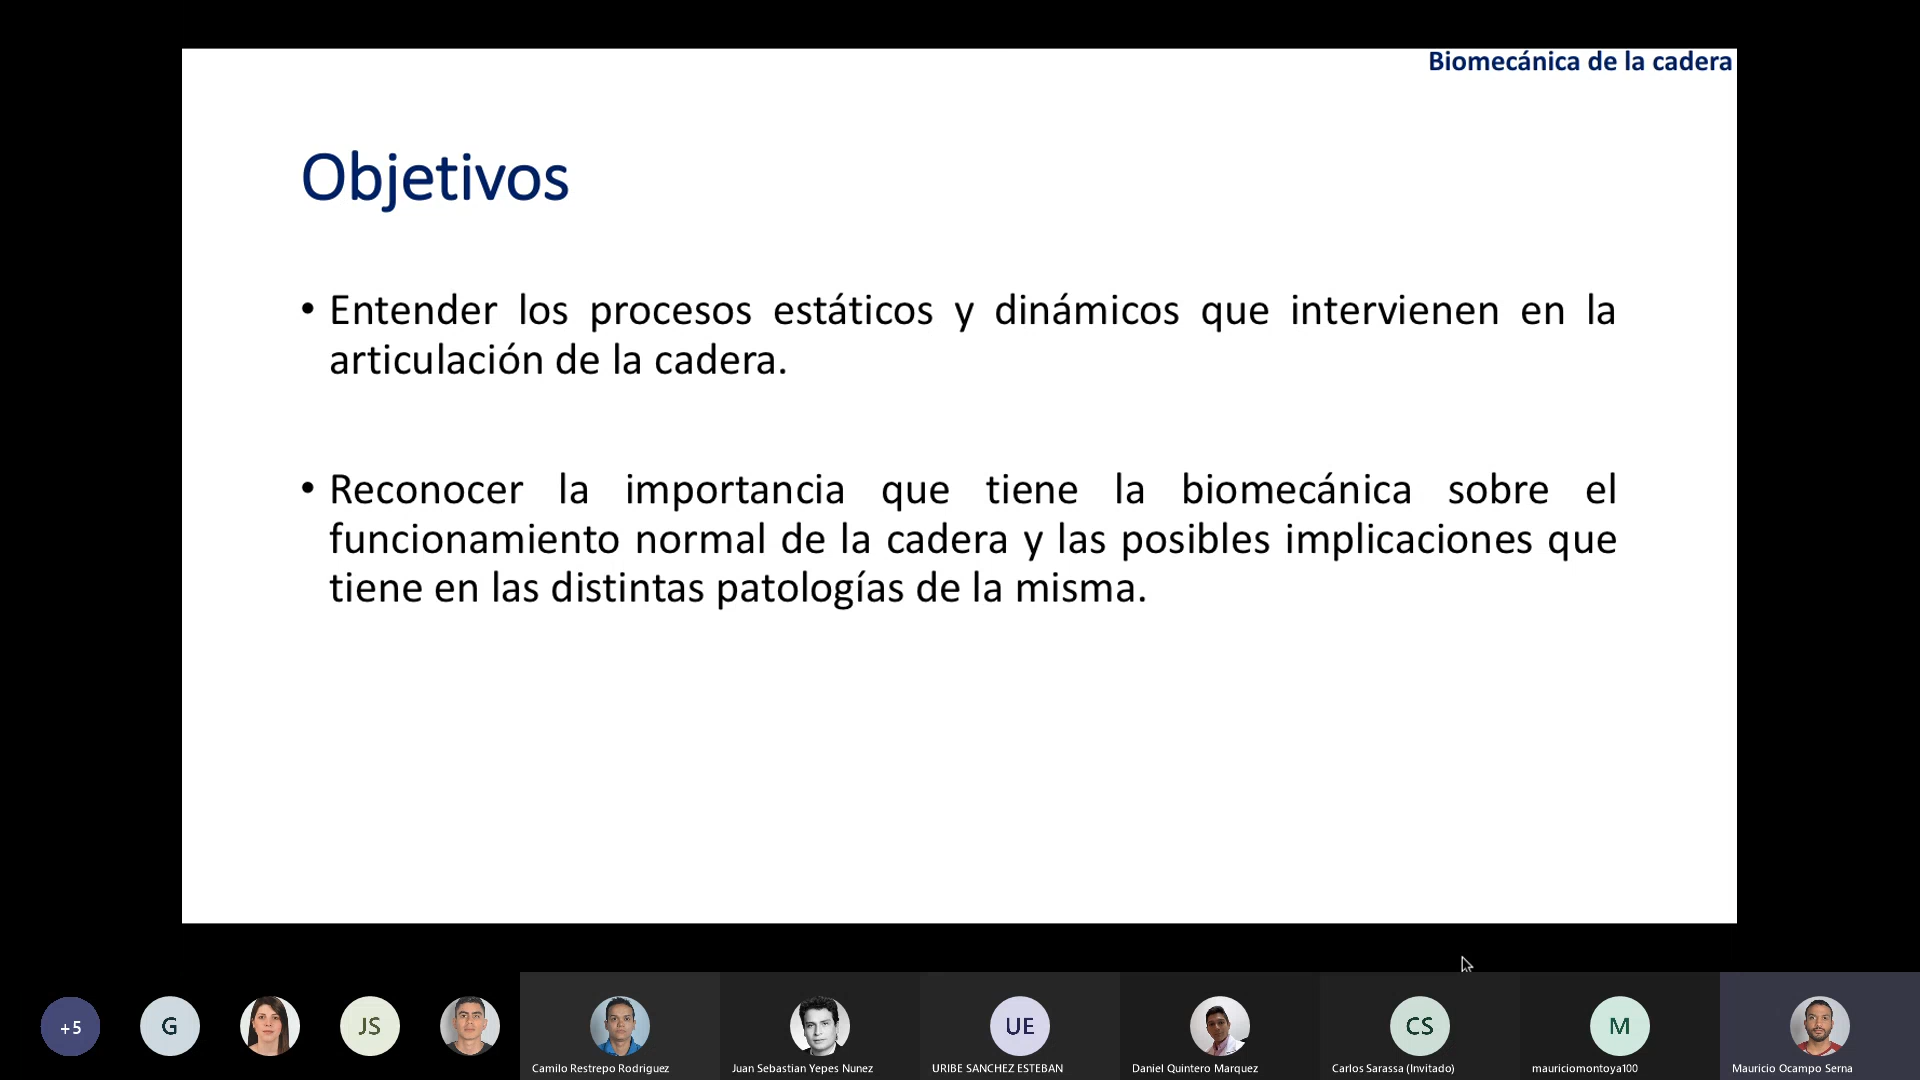 Biomecánica de la cadera
Objetivos
• Entender los procesos estáticos y dinámicos que intervienen en la
articulación de la cadera.
• Reconocer la importancia que tiene la biomecánica sobre el
funcionamiento normal de la cadera y las posibles implicaciones que
tiene en las distintas patologías de la misma.
+5
G
JS
UE
CS
M
Camilo Restrepo Rodriguez
Juan Sebastian Yepes Nunez
URIBE SANCHEZ ESTEBAN
Daniel Quintero Marquez
Carlos Sarassa (Invitado)
mauriciomontoya100
Mauricio Ocampo Serna